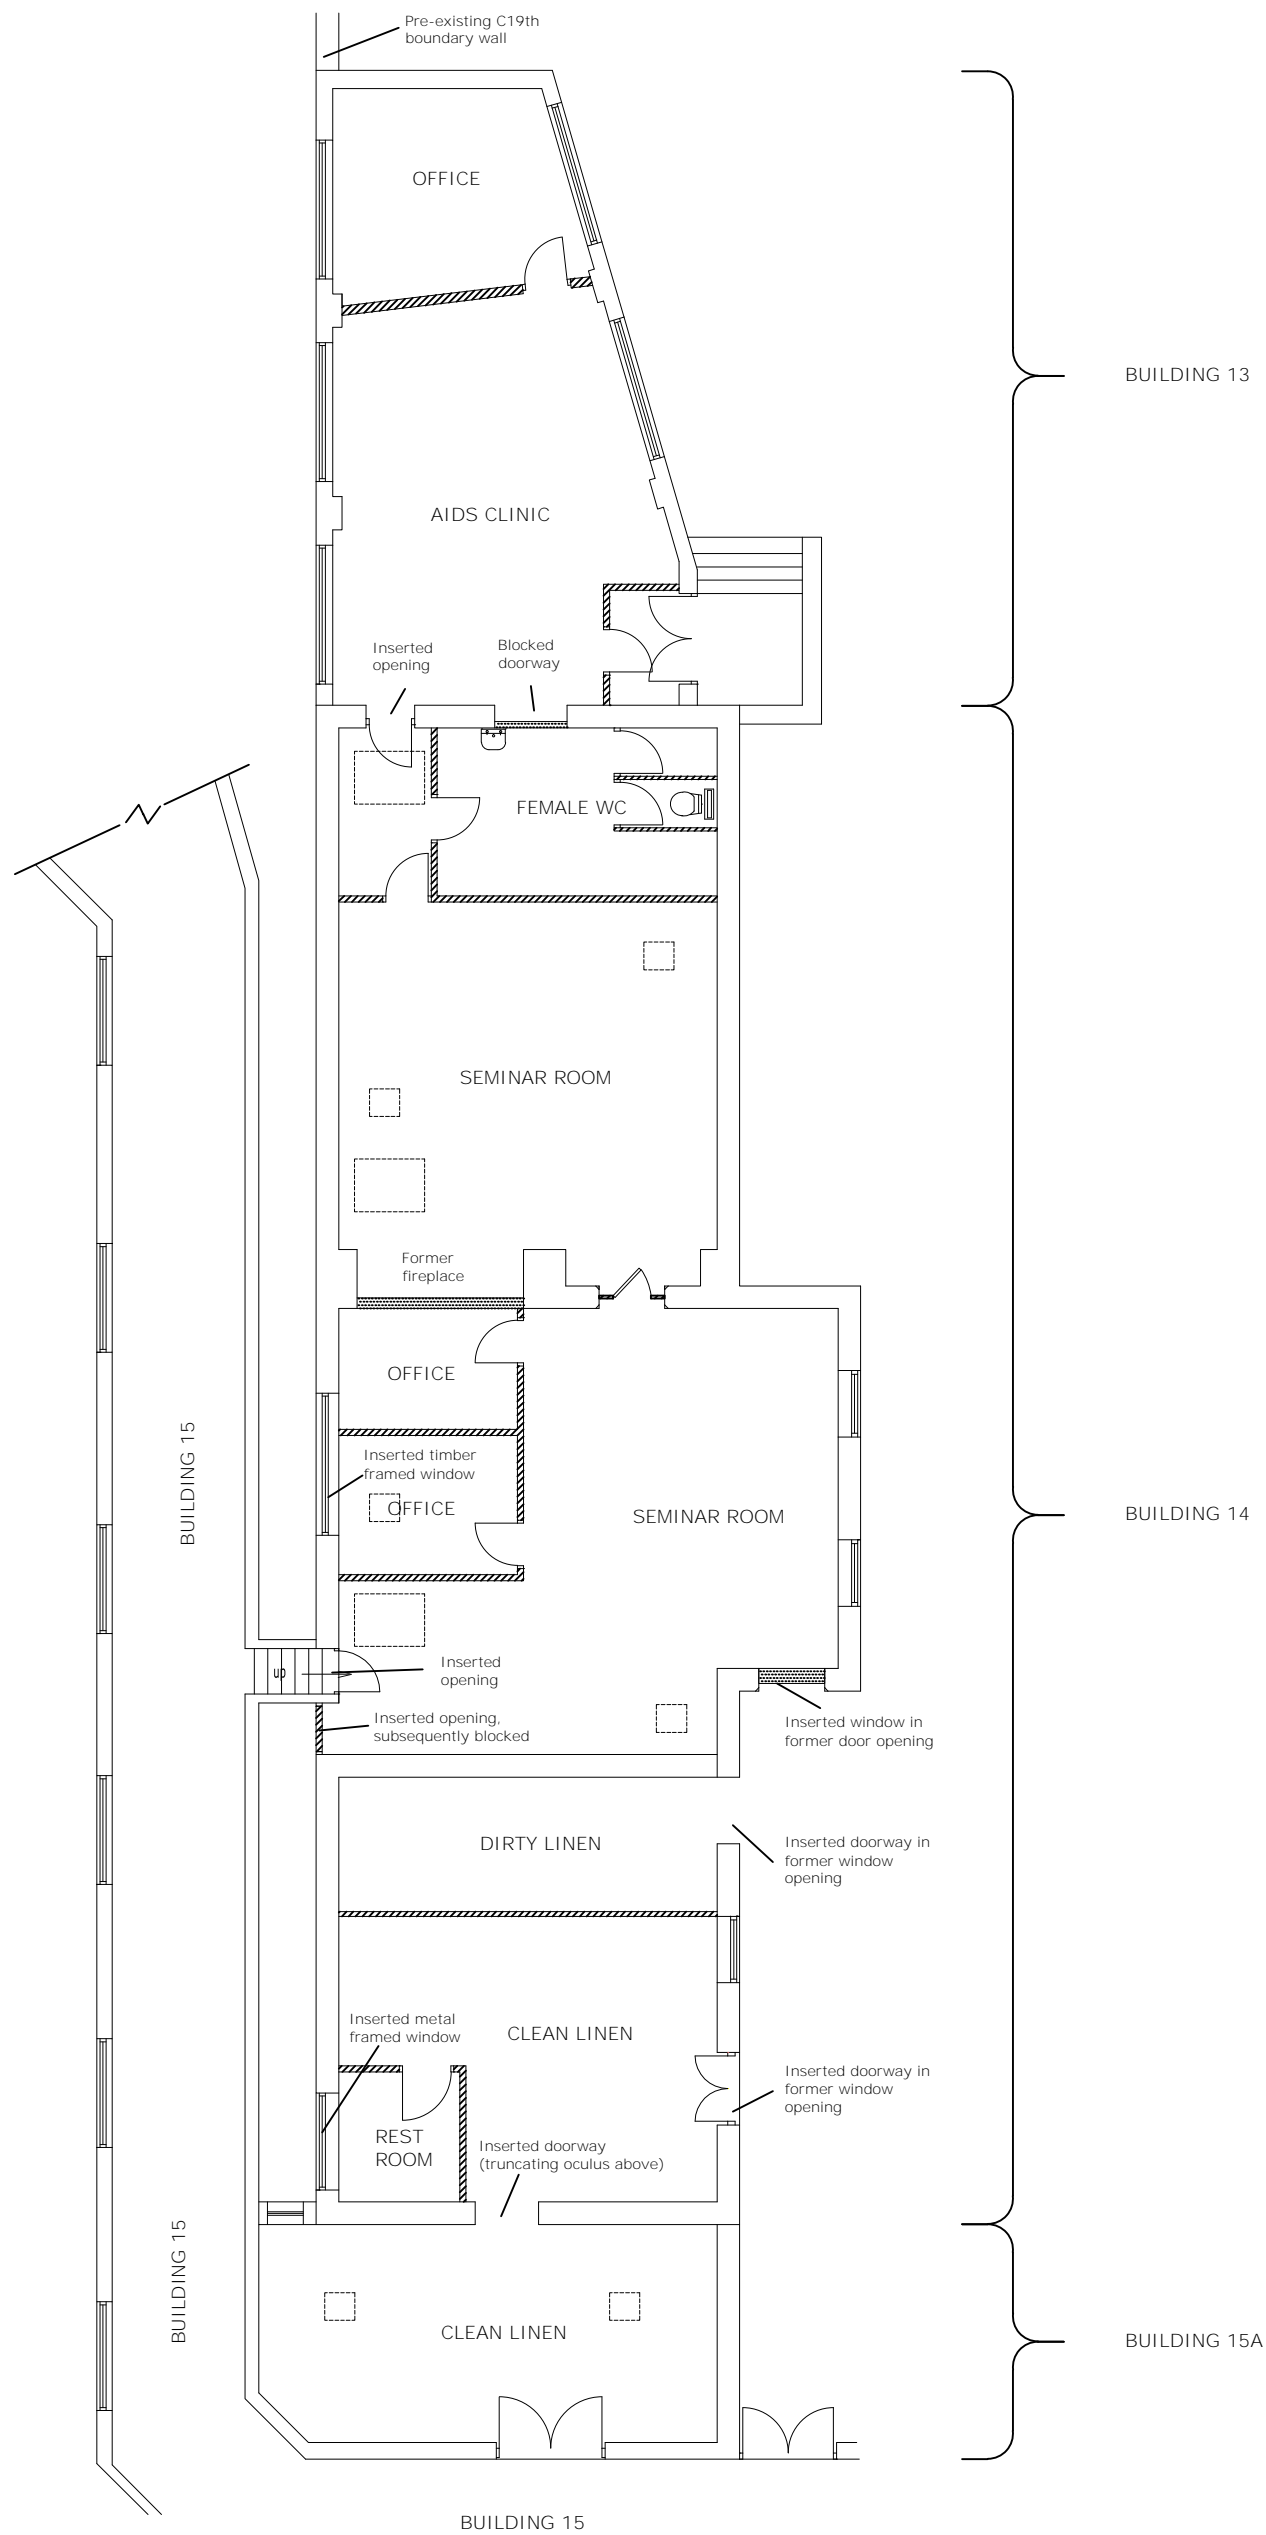 Pre-existing C19th
boundary wall
OFFICE
BUILDING 13
AIDS CLINIC
Inserted
opening
Blocked
doorway
FEMALE WC
SEMINAR ROOM
Former
fireplace
OFFICE
Inserted timber
framed window
OFFICE
SEMINAR ROOM
BUILDING 14
BUILDING 15
up
Inserted
opening
Inserted opening,
subsequently blocked
Inserted window in
former door opening
DIRTY LINEN
Inserted doorway in
former window
opening
Inserted metal
framed window
CLEAN LINEN
Inserted doorway in
former window
opening
REST
ROOM
Inserted doorway
(truncating oculus above)
BUILDING 15
CLEAN LINEN
BUILDING 15A
BUILDING 15